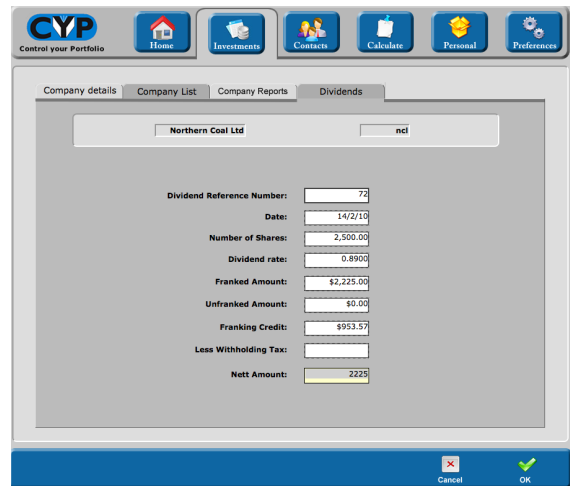 CYP
Control your Portfolio
Home
Investments
Contacts
Calculate
Personal
Preferences
Company details
Company List
Company Reports
Dividends
Northern Coal Ltd
ncl
Dividend Reference Number: 72
Date: 14/2/10
Number of Shares: 2,500.00
Dividend rate: 0.8900
Franked Amount: $2,225.00
Unfranked Amount: $0.00
Franking Credit: $953.57
Less Withholding Tax:
Nett Amount: 2225
Cancel
OK